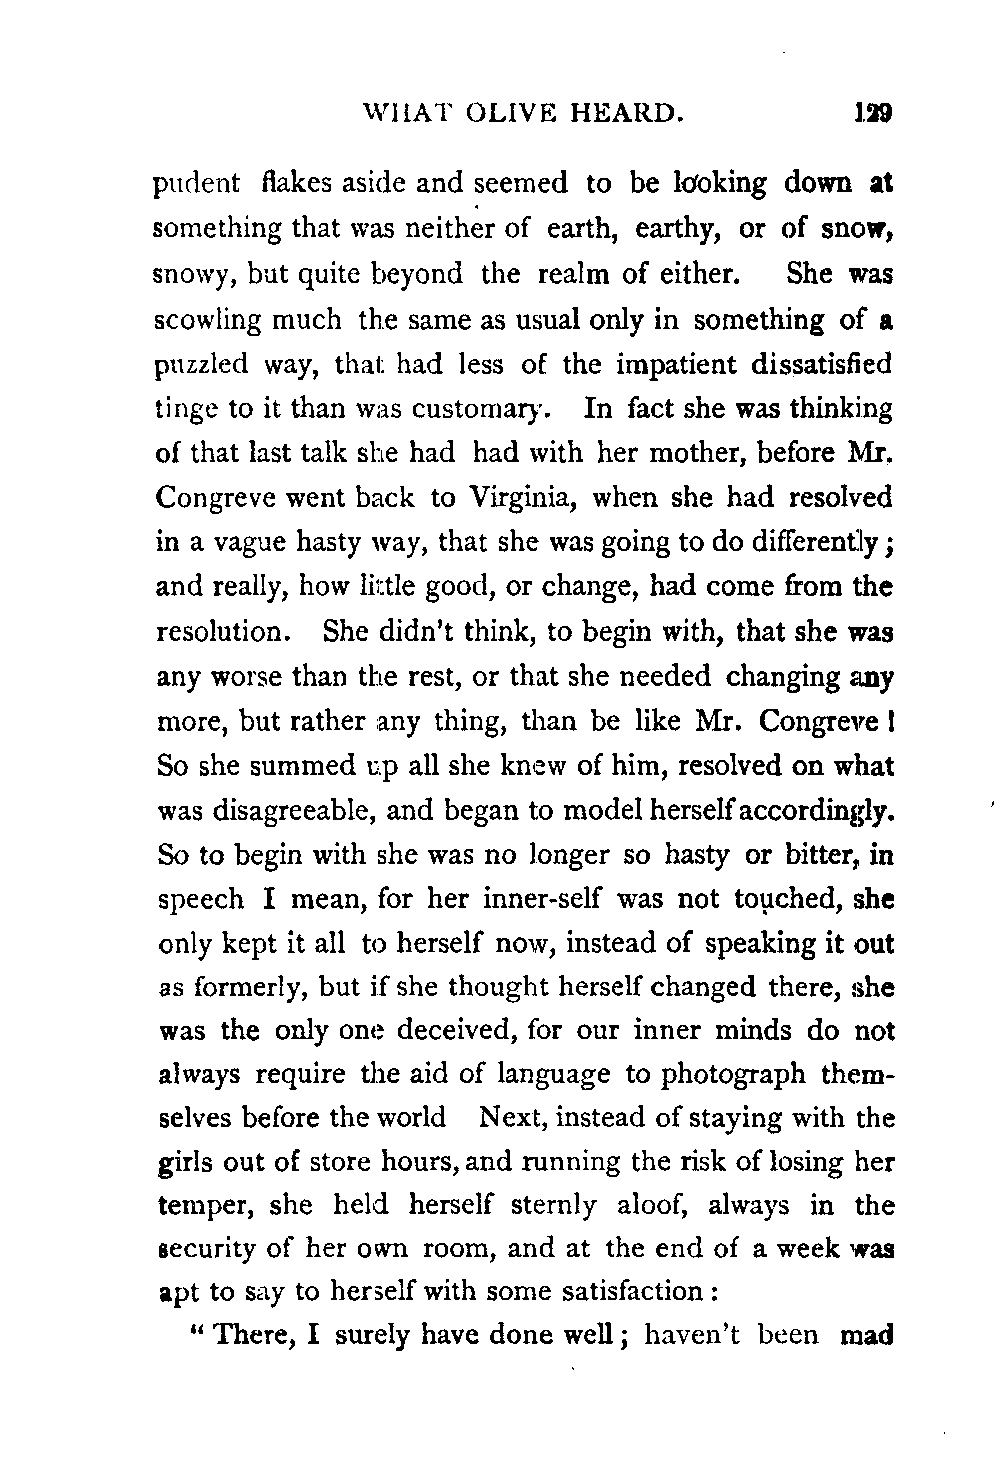 WHAT OLIVE HEARD. 129
pudent flakes aside and seemed to be looking down at
something that was neither of earth, earthy, or of snow,
snowy, but quite beyond the realm of either. She was
scowling much the same as usual only in something of a
puzzled way, that had less of the impatient dissatisfied
tinge to it than was customary. In fact she was thinking
of that last talk she had had with her mother, before Mr.
Congreve went back to Virginia, when she had resolved
in a vague hasty way, that she was going to do differently;
and really, how little good, or change, had come from the
resolution. She didn't think, to begin with, that she was
any worse than the rest, or that she needed changing any
more, but rather any thing, than be like Mr. Congreve!
So she summed up all she knew of him, resolved on what
was disagreeable, and began to model herself accordingly.
So to begin with she was no longer so hasty or bitter, in
speech I mean, for her inner-self was not touched, she
only kept it all to herself now, instead of speaking it out
as formerly, but if she thought herself changed there, she
was the only one deceived, for our inner minds do not
always require the aid of language to photograph them-
selves before the world Next, instead of staying with the
girls out of store hours, and running the risk of losing her
temper, she held herself sternly aloof, always in the
security of her own room, and at the end of a week was
apt to say to herself with some satisfaction:
"There, I surely have done well; haven't been mad